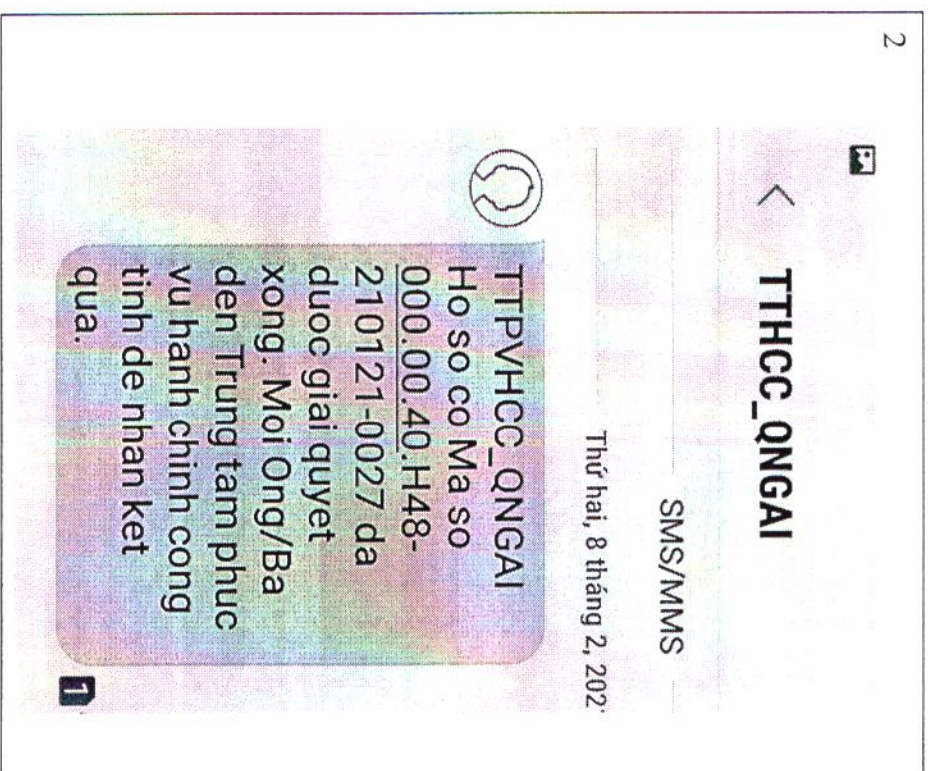 2
TTHCC_QNGAI
SMS/MMS
Thứ hai, 8 tháng 2, 202
TTPVHCC_QNGAI
Ho so co Ma so
000.00.40.H48-
210121-0027 da
duoc giai quyet
xong. Moi Ong/Ba
den Trung tam phuc
vu hanh chinh cong
tinh de nhan ket
qua.
1